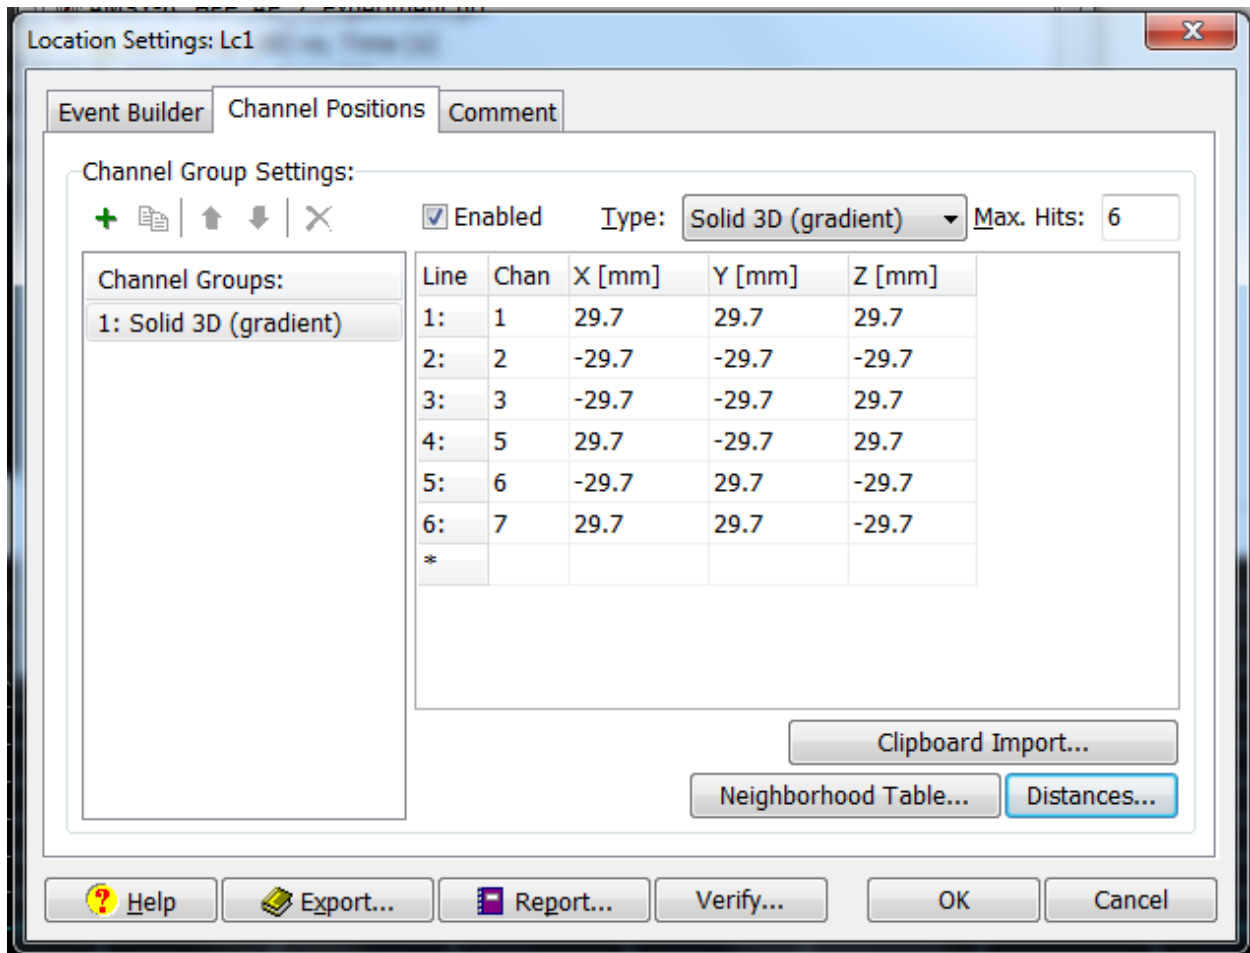 Location Settings: Lc1
Event Builder Channel Positions Comment
Channel Group Settings:
Enabled Type: Solid 3D (gradient) Max. Hits: 6
Channel Groups:
1: Solid 3D (gradient)
Line Chan X [mm] Y [mm] Z [mm]
1: 1 29.7 29.7 29.7
2: 2 -29.7 -29.7 -29.7
3: 3 -29.7 -29.7 29.7
4: 5 29.7 -29.7 29.7
5: 6 -29.7 29.7 -29.7
6: 7 29.7 29.7 -29.7
*
Clipboard Import...
Neighborhood Table... Distances...
Help Export... Report... Verify... OK Cancel